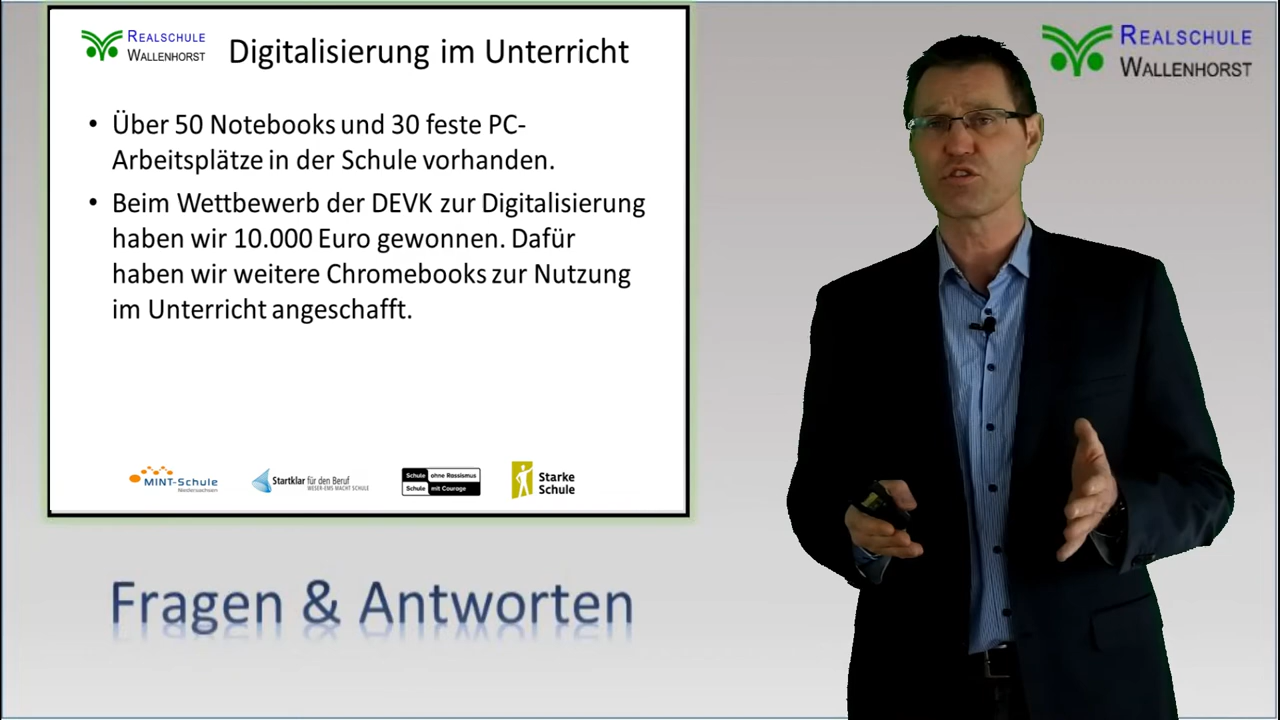 REALSCHULE
WALLENHORST
Digitalisierung im Unterricht
• Über 50 Notebooks und 30 feste PC-
Arbeitsplätze in der Schule vorhanden.
• Beim Wettbewerb der DEVK zur Digitalisierung
haben wir 10.000 Euro gewonnen. Dafür
haben wir weitere Chromebooks zur Nutzung
im Unterricht angeschafft.
MINT-Schule
Niedersachsen
Startklar für den Beruf
WESER-EMS MACHT SCHULE
Schule ohne Rassismus
Schule mit Courage
Starke
Schule
Fragen & Antworten
REALSCHULE
WALLENHORST